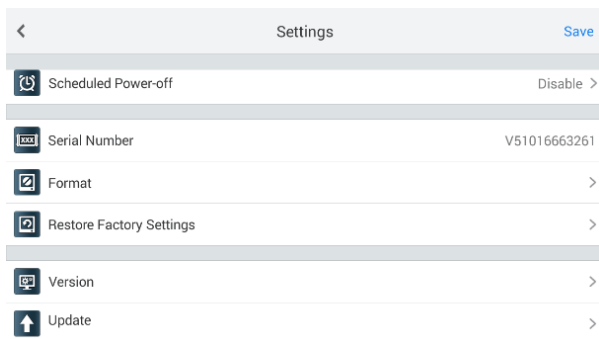 Settings
Save
Scheduled Power-off
Disable
Serial Number
V51016663261
Format
Restore Factory Settings
Version
Update